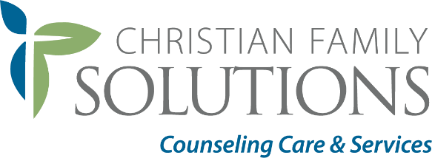 CHRISTIAN FAMILY
SOLUTIONS
Counseling Care & Services